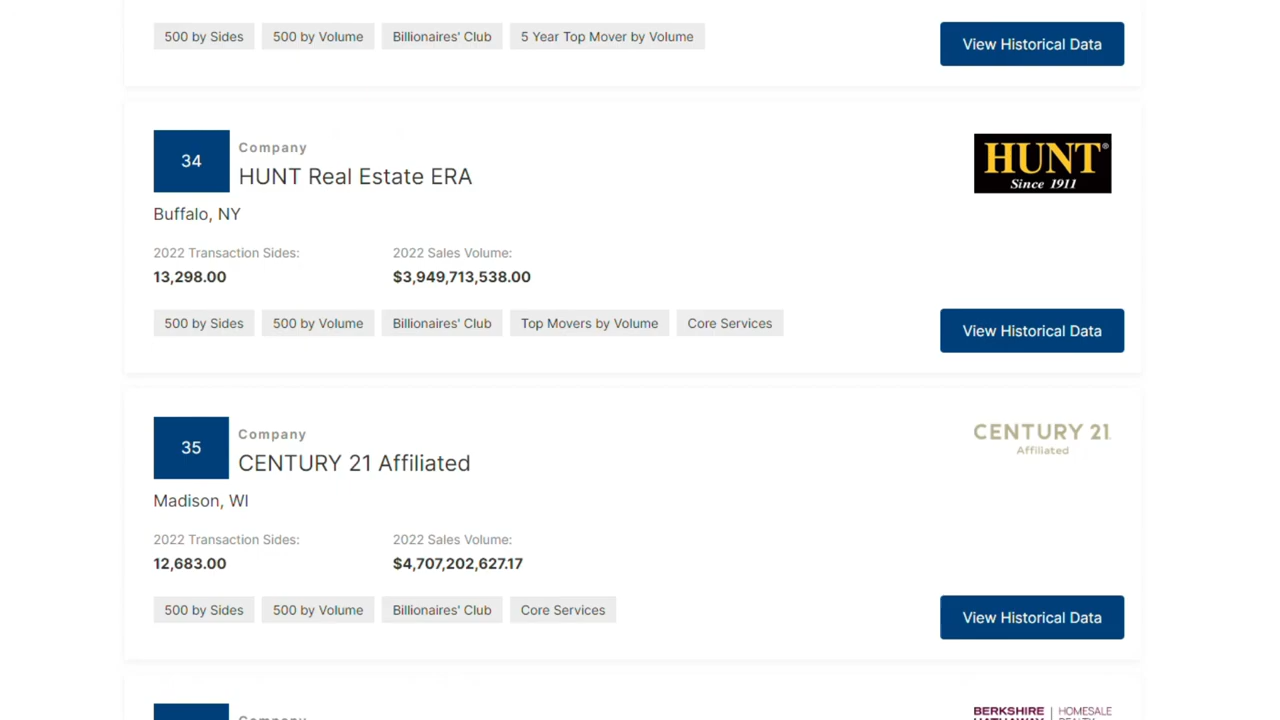 500 by Sides 500 by Volume Billionaires' Club 5 Year Top Mover by Volume
View Historical Data
34
Company
HUNT Real Estate ERA
HUNT®
Since 1911
Buffalo, NY
2022 Transaction Sides: 2022 Sales Volume:
13,298.00 $3,949,713,538.00
500 by Sides 500 by Volume Billionaires' Club Top Movers by Volume Core Services
View Historical Data
35
Company
CENTURY 21 Affiliated
CENTURY 21
Affiliated
Madison, WI
2022 Transaction Sides: 2022 Sales Volume:
12,683.00 $4,707,202,627.17
500 by Sides 500 by Volume Billionaires' Club Core Services
View Historical Data
Company
BERKSHIRE HOMESALE
HATHAWAY REALTY